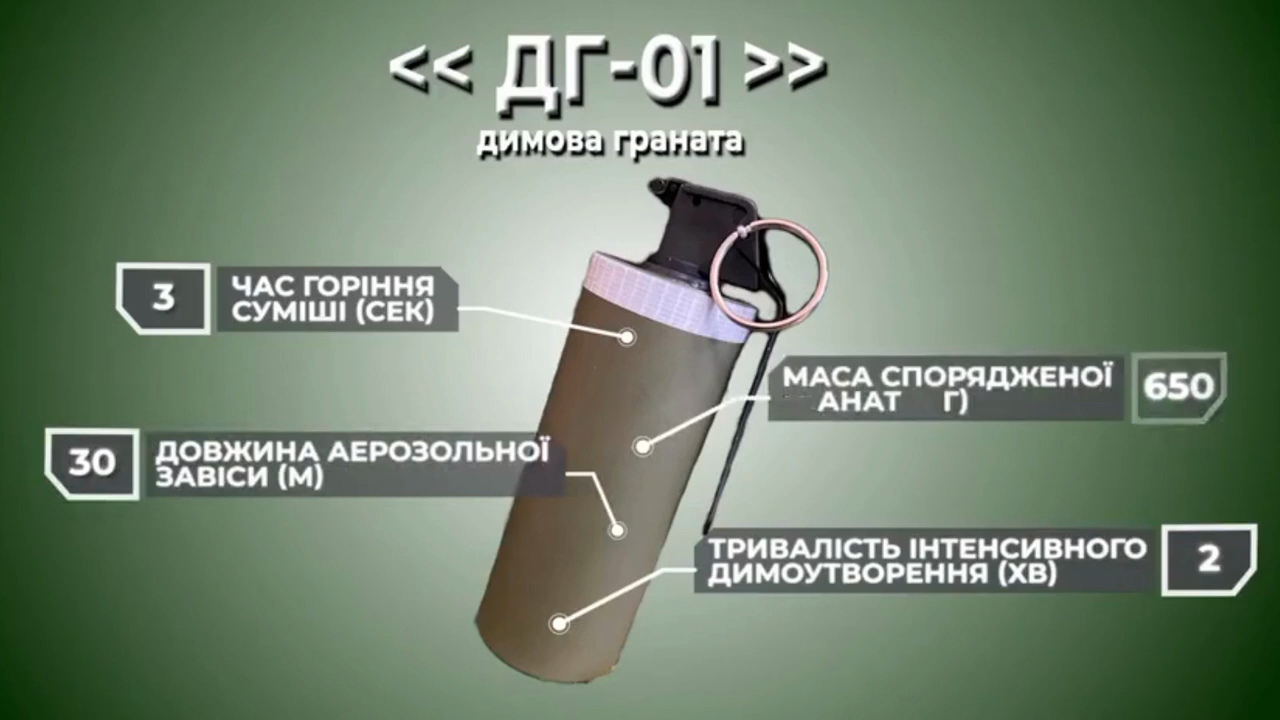 << ДГ-01 >>
димова граната
3
ЧАС ГОРІННЯ
СУМІШІ (СЕК)
МАСА СПОРЯДЖЕНОЇ
АНАТ Г)
650
30
ДОВЖИНА АЕРОЗОЛЬНОЇ
ЗАВІСИ (М)
ТРИВАЛІСТЬ ІНТЕНСИВНОГО
ДИМОУТВОРЕННЯ (ХВ)
2